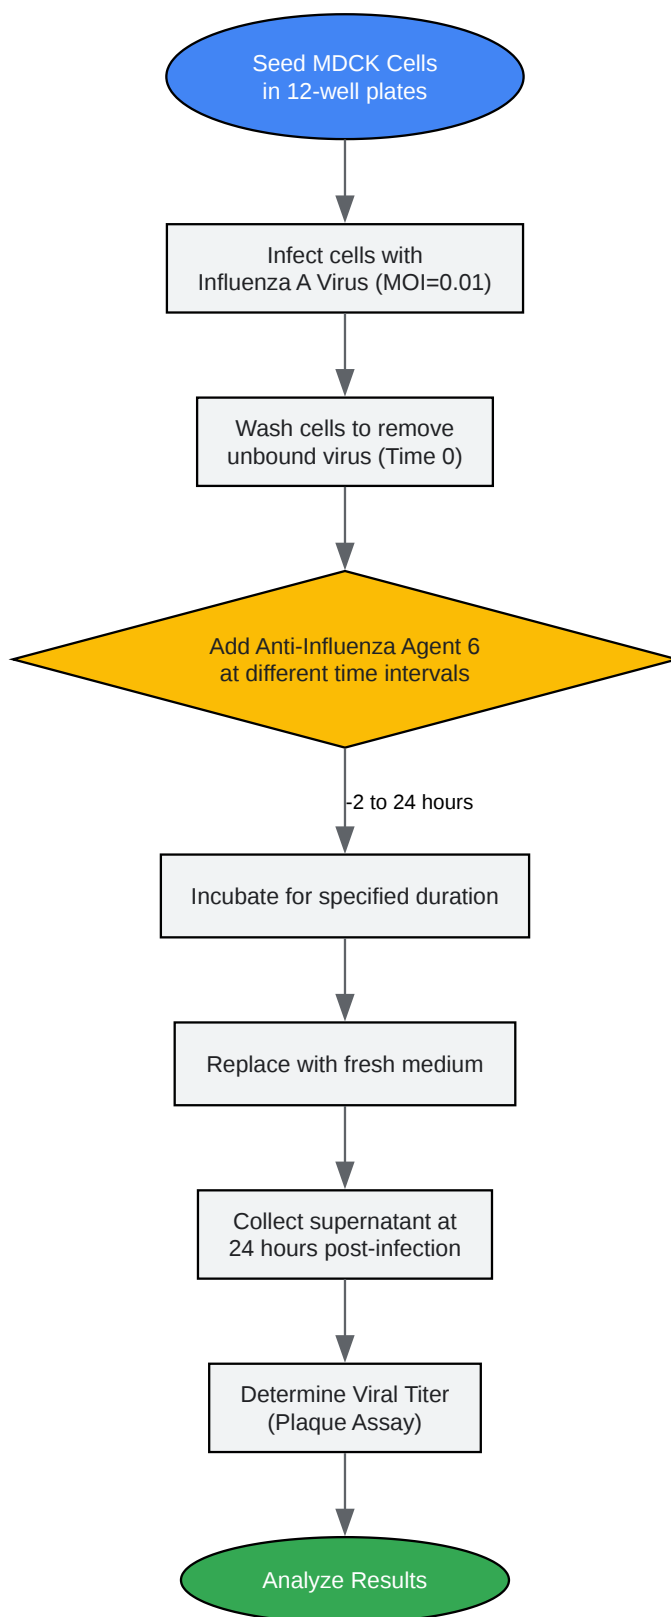 Seed MDCK Cells
in 12-well plates
Infect cells with
Influenza A Virus (MOI=0.01)
Wash cells to remove
unbound virus (Time 0)
Add Anti-Influenza Agent 6
at different time intervals
-2 to 24 hours
Incubate for specified duration
Replace with fresh medium
Collect supernatant at
24 hours post-infection
Determine Viral Titer
(Plaque Assay)
Analyze Results